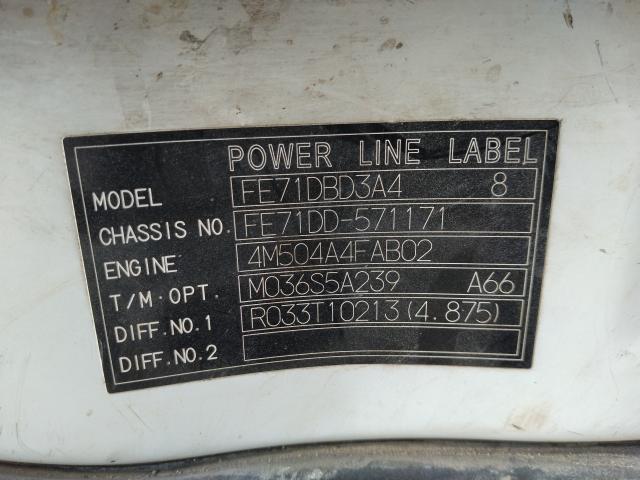 POWER LINE LABEL
MODEL FE71DBD3A4 8
CHASSIS NO. FE71DD-571171
ENGINE 4M504A4FAB02
T/M·OPT. M036S5A239 A66
DIFF.NO.1 R033T10213(4.875)
DIFF.NO.2